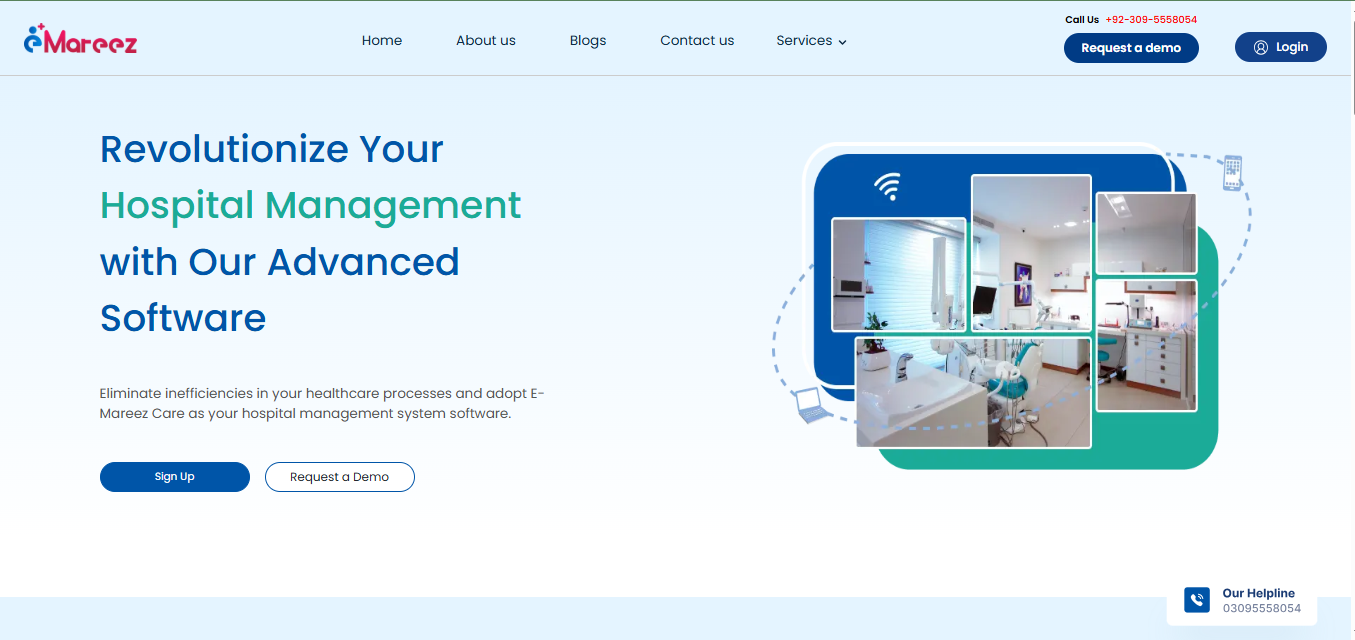 eMareez
Home
About us
Blogs
Contact us
Services
Call Us +92-309-5558054
Request a demo
Login
Revolutionize Your
Hospital Management
with Our Advanced
Software
Eliminate inefficiencies in your healthcare processes and adopt E-
Mareez Care as your hospital management system software.
Sign Up
Request a Demo
Our Helpline
03095558054